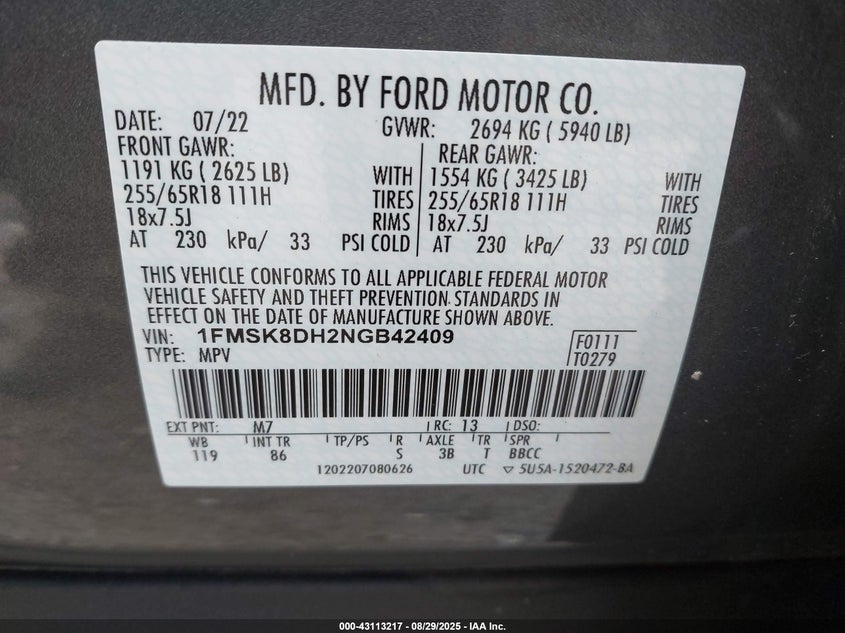 MFD. BY FORD MOTOR CO.
DATE: 07/22 GVWR: 2694 KG ( 5940 LB)
FRONT GAWR: REAR GAWR:
1191 KG ( 2625 LB) WITH 1554 KG ( 3425 LB) WITH
255/65R18 111H TIRES 255/65R18 111H TIRES
18x7.5J RIMS 18x7.5J RIMS
AT 230 kPa/ 33 PSI COLD AT 230 kPa/ 33 PSI COLD
THIS VEHICLE CONFORMS TO ALL APPLICABLE FEDERAL MOTOR
VEHICLE SAFETY AND THEFT PREVENTION STANDARDS IN
EFFECT ON THE DATE OF MANUFACTURE SHOWN ABOVE.
VIN: 1FMSK8DH2NGB42409 F0111
TYPE: MPV T0279
EXT PNT: M7 RC: 13 DSO:
WB INT TR TP/PS R AXLE TR SPR
119 86 S 3B T BBCC
1202207080626 UTC ▽ 5U5A-1520472-BA
000-43113217 - 08/29/2025 - IAA Inc.